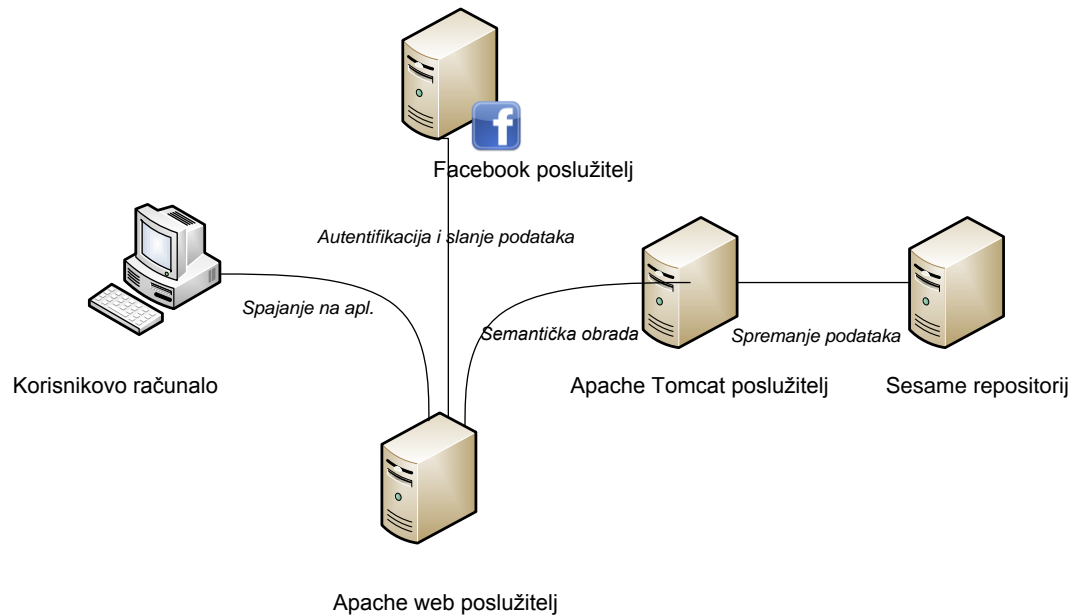 Facebook poslužitelj
Autentifikacija i slanje podataka
Spajanje na apl.
Semantička obrada
Spremanje podataka
Korisnikovo računalo
Apache Tomcat poslužitelj
Sesame repositorij
Apache web poslužitelj